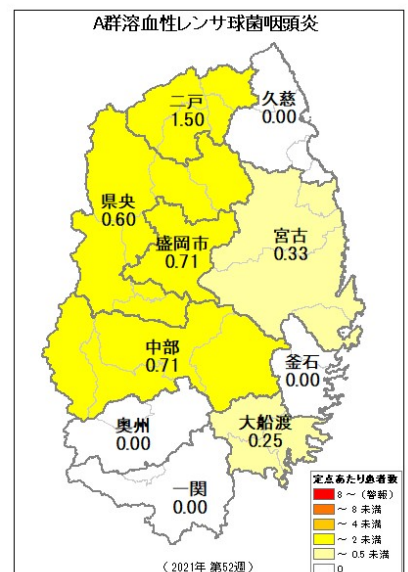 A群溶血性レンサ球菌咽頭炎
二戸
1.50
久慈
0.00
県央
0.60
盛岡市
0.71
宮古
0.33
中部
0.71
釜石
0.00
奥州
0.00
大船渡
0.25
一関
0.00
定点あたり患者数
8～（警報）
～8未満
～4未満
～2未満
～0.5未満
0
（2021年 第52週）